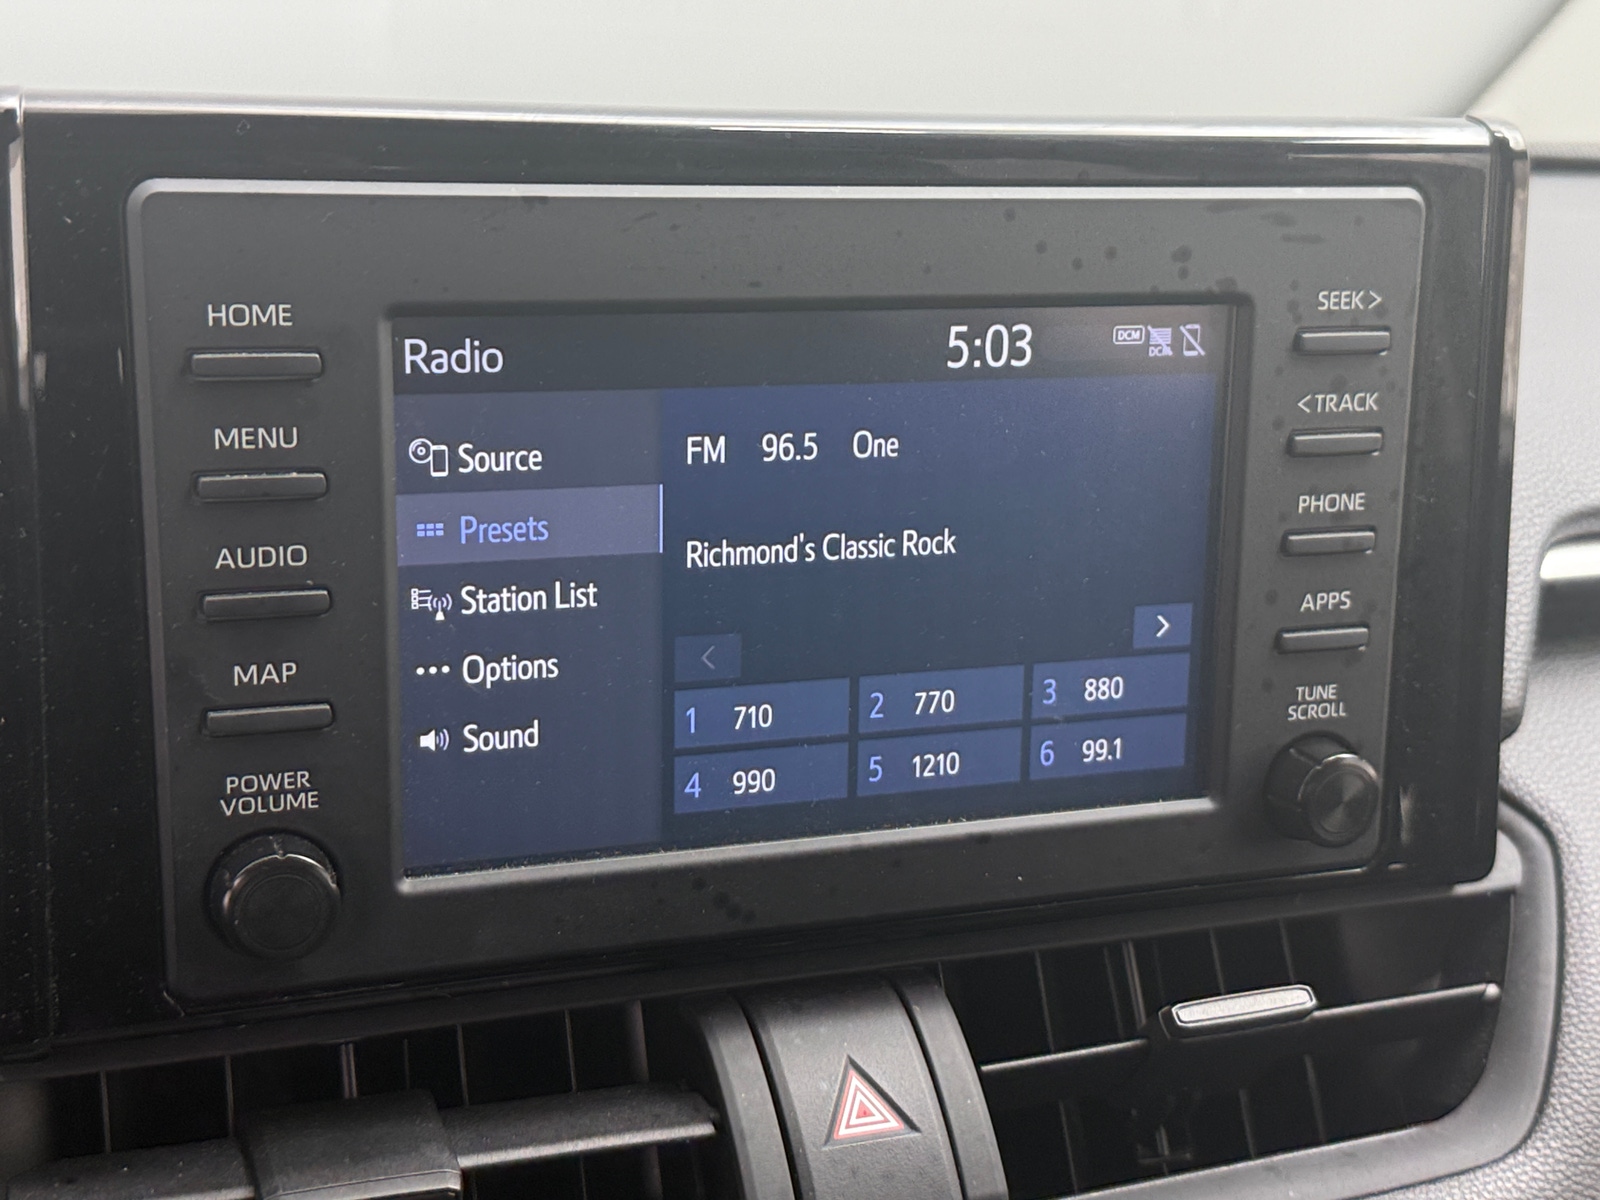 HOME
MENU
AUDIO
MAP
POWER
VOLUME
Radio
5:03
DCM
DCM
Source
Presets
Station List
Options
Sound
FM 96.5 One
Richmond's Classic Rock
<
>
1 710
2 770
3 880
4 990
5 1210
6 99.1
SEEK >
< TRACK
PHONE
APPS
TUNE
SCROLL